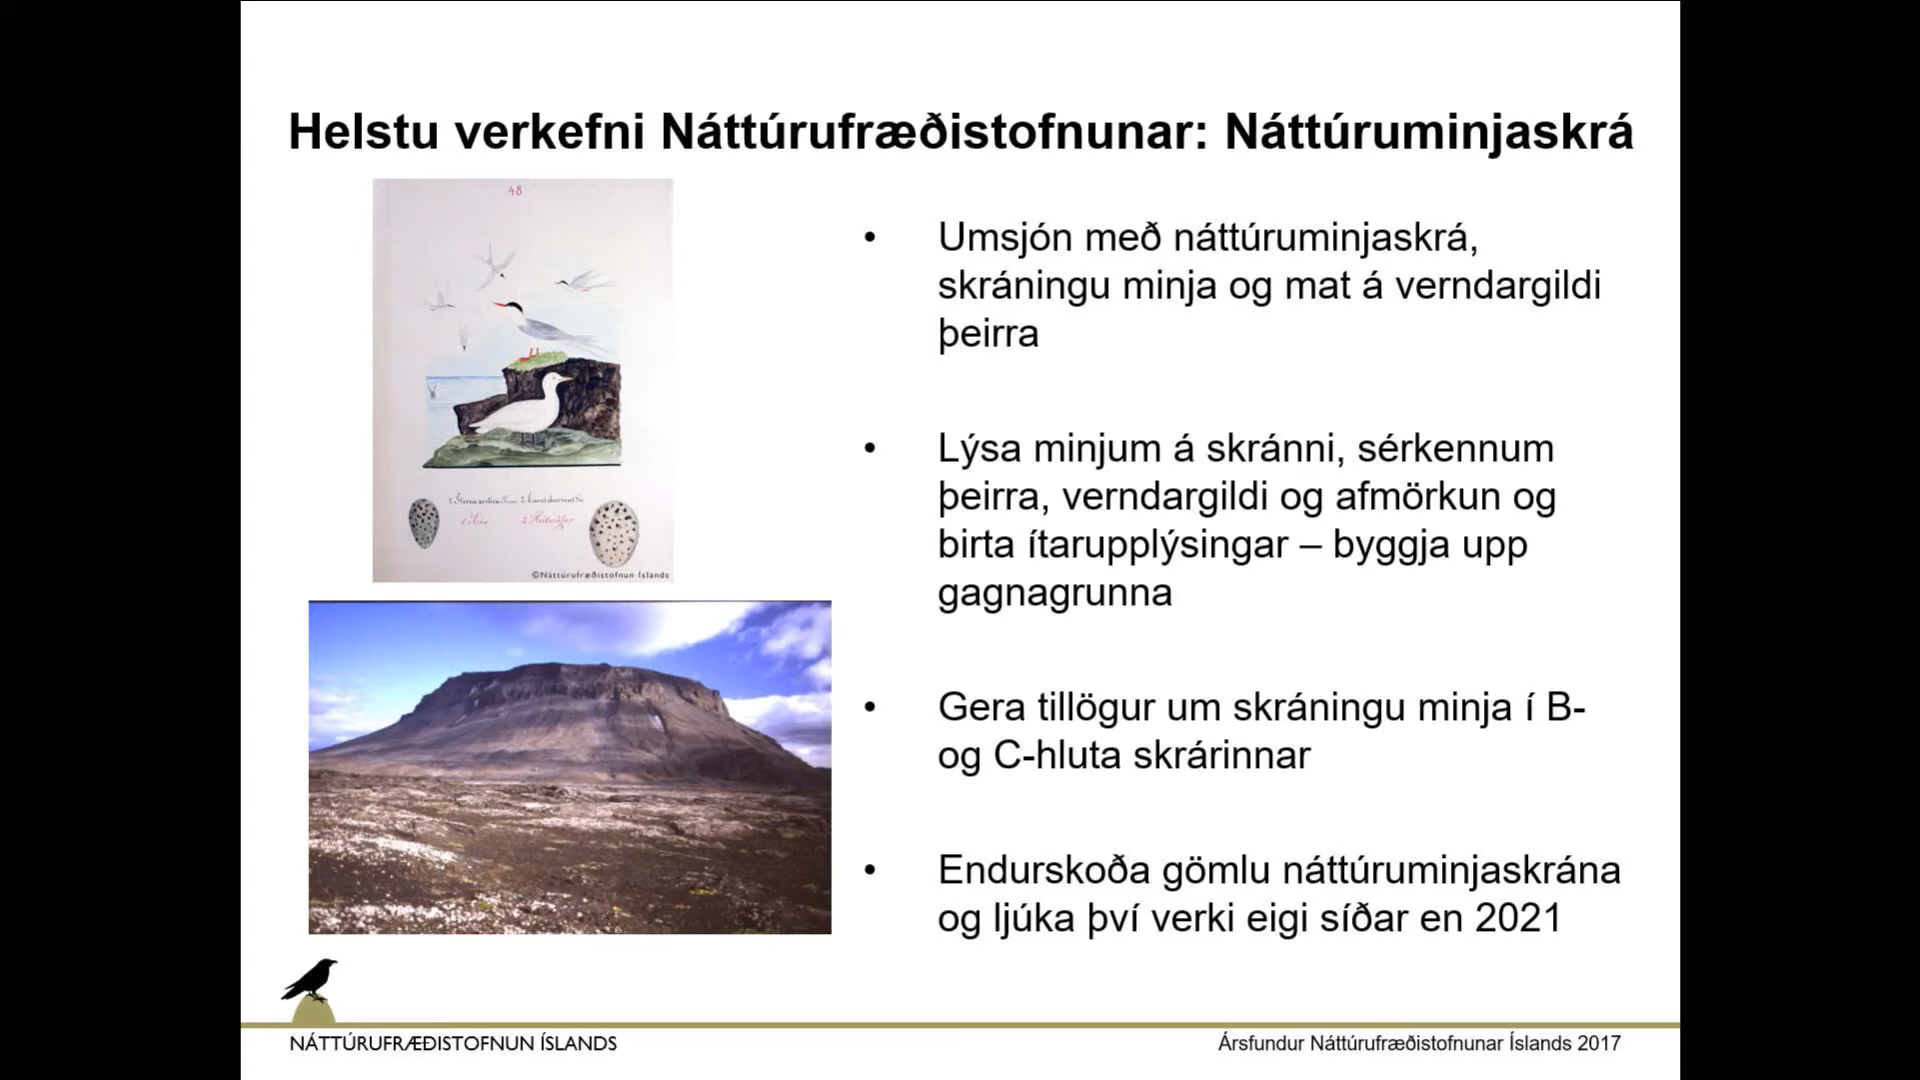 Helstu verkefni Náttúrufræðistofnunar: Náttúruminjaskrá
48
©Náttúrufræðistofnun Íslands
• Umsjón með náttúruminjaskrá,
skráningu minja og mat á verndargildi
þeirra
• Lýsa minjum á skránni, sérkennum
þeirra, verndargildi og afmörkun og
birta ítarupplýsingar – byggja upp
gagnagrunna
• Gera tillögur um skráningu minja í B-
og C-hluta skrárinnar
• Endurskoða gömlu náttúruminjaskrána
og ljúka því verki eigi síðar en 2021
NÁTTÚRUFRÆÐISTOFNUN ÍSLANDS
Ársfundur Náttúrufræðistofnunar Íslands 2017